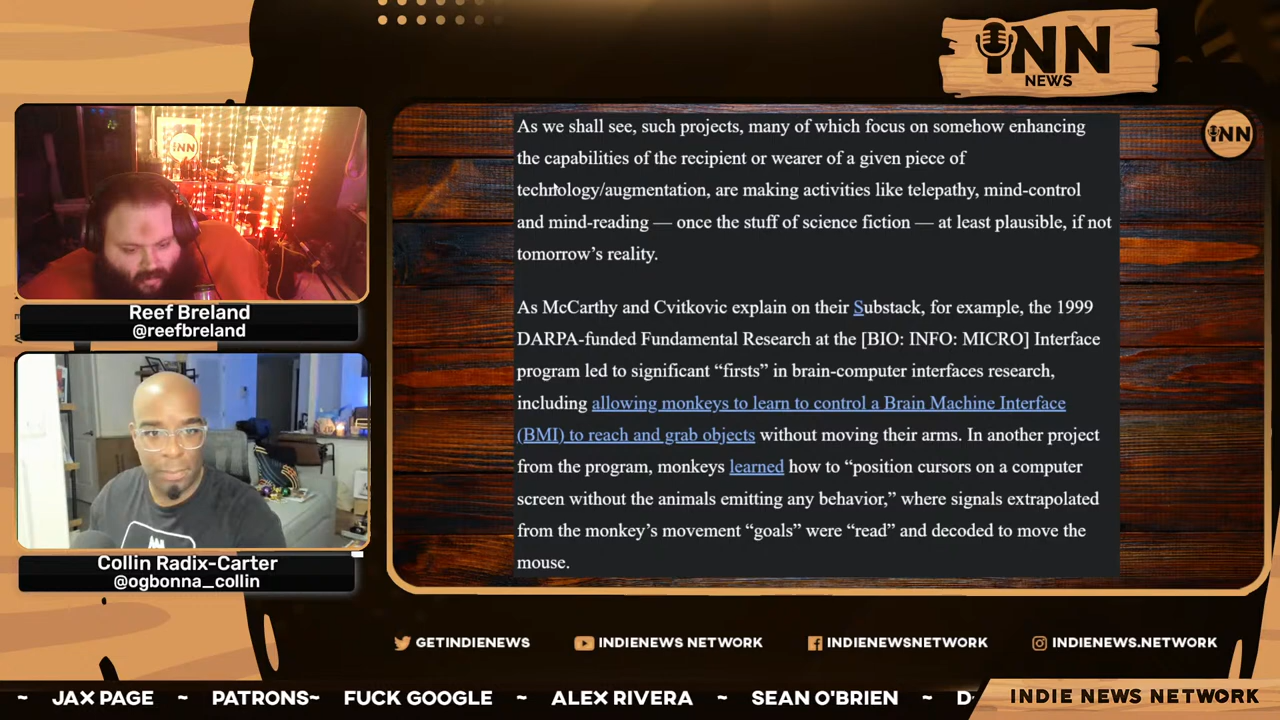 INN
NEWS
INN
As we shall see, such projects, many of which focus on somehow enhancing
the capabilities of the recipient or wearer of a given piece of
technology/augmentation, are making activities like telepathy, mind-control
and mind-reading — once the stuff of science fiction — at least plausible, if not
tomorrow’s reality.
As McCarthy and Cvitkovic explain on their Substack, for example, the 1999
DARPA-funded Fundamental Research at the [BIO: INFO: MICRO] Interface
program led to significant “firsts” in brain-computer interfaces research,
including allowing monkeys to learn to control a Brain Machine Interface
(BMI) to reach and grab objects without moving their arms. In another project
from the program, monkeys learned how to “position cursors on a computer
screen without the animals emitting any behavior,” where signals extrapolated
from the monkey’s movement “goals” were “read” and decoded to move the
mouse.
INN
Reef Breland
@reefbreland
Collin Radix-Carter
@ogbonna_collin
GETINDIENEWS
INDIENEWS NETWORK
INDIENEWSNETWORK
INDIENEWS.NETWORK
~ JAX PAGE ~ PATRONS~ FUCK GOOGLE ~ ALEX RIVERA ~ SEAN O'BRIEN ~ D
INDIE NEWS NETWORK